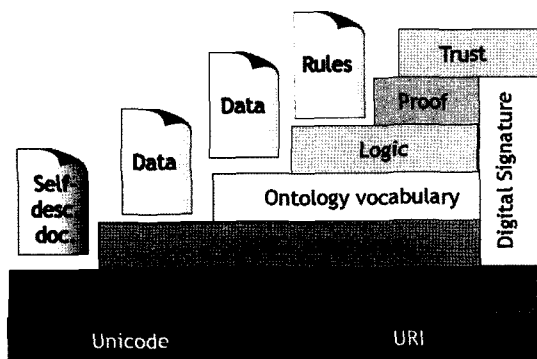 Rules
Trust
Data
Proof
Data
Logic
Self-
desc.
doc.
Ontology vocabulary
Digital Signature
Unicode
URI